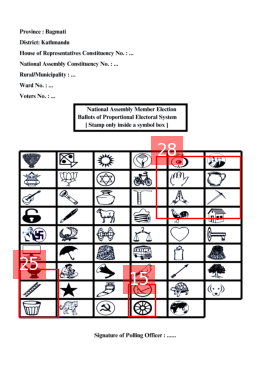 Province : Bagmati
District: Kathmandu
House of Representatives Constituency No. : ...
National Assembly Constituency No. : ...
Rural/Municipality : ...
Ward No. : ...
Voters No. : ...
National Assembly Member Election
Ballots of Proportional Electoral System
[ Stamp only inside a symbol box ]
28
25
15
Signature of Polling Officer : ......